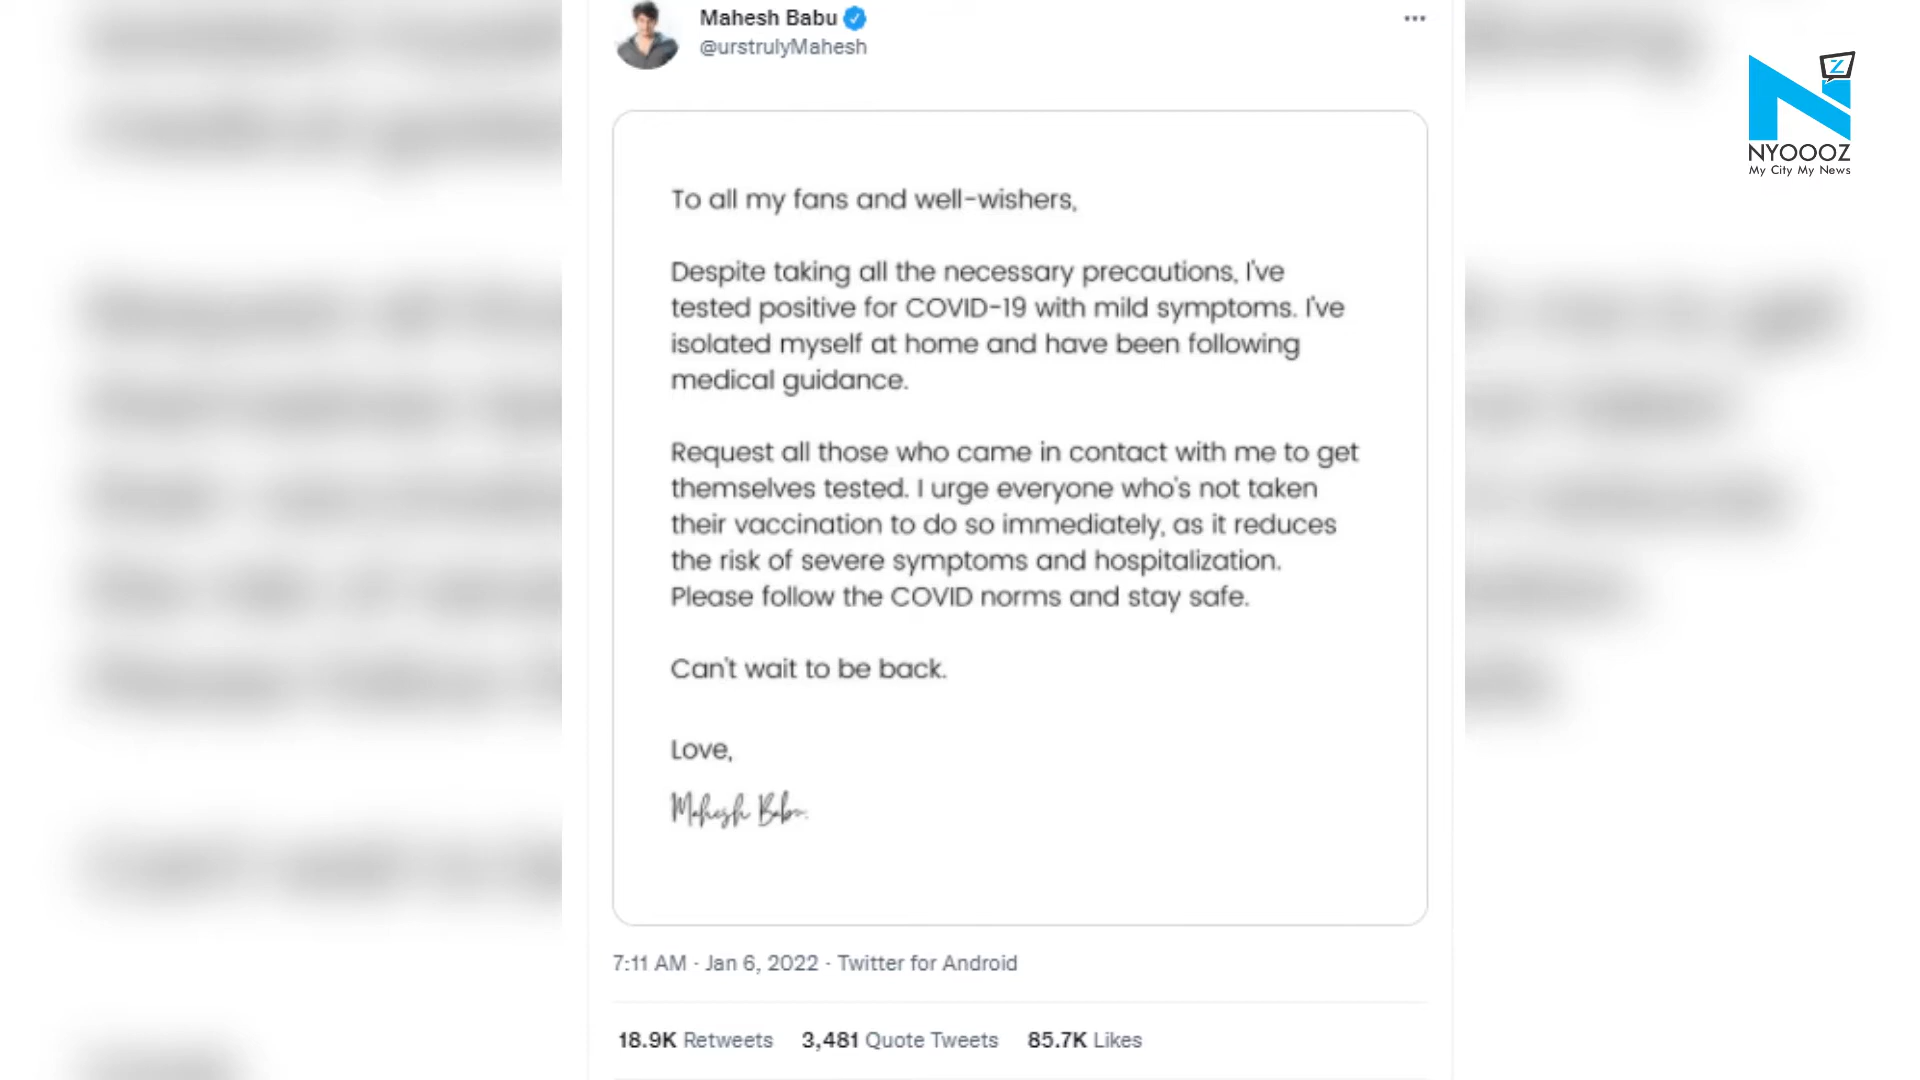 Mahesh Babu
@urstrulyMahesh
Z
NYOOOZ
My City My News
To all my fans and well-wishers,
Despite taking all the necessary precautions, I've
tested positive for COVID-19 with mild symptoms. I've
isolated myself at home and have been following
medical guidance.
Request all those who came in contact with me to get
themselves tested. I urge everyone who's not taken
their vaccination to do so immediately, as it reduces
the risk of severe symptoms and hospitalization.
Please follow the COVID norms and stay safe.
Can't wait to be back.
Love,
Mahesh Babu.
7:11 AM · Jan 6, 2022 · Twitter for Android
18.9K Retweets 3,481 Quote Tweets 85.7K Likes